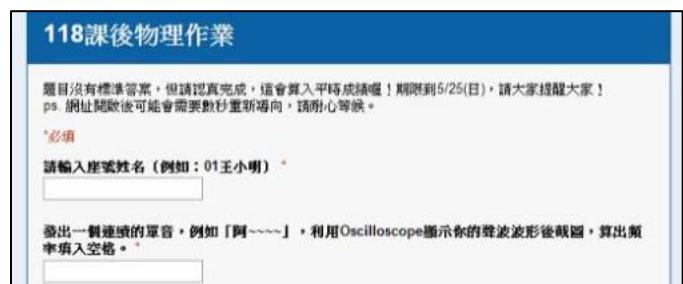 118課後物理作業
題目沒有標準答案，但請認真完成，這會算入平時成績喔！期限到5/25(日)，請大家提醒大家！
ps. 網址開啟後可能會需要數秒重新導向，請耐心等候。
*必填
請輸入座號姓名（例如：01王小明） *
發出一個連續的單音，例如「阿~~~~」，利用Oscilloscope顯示你的聲波波形後截圖，算出頻
率填入空格。 *